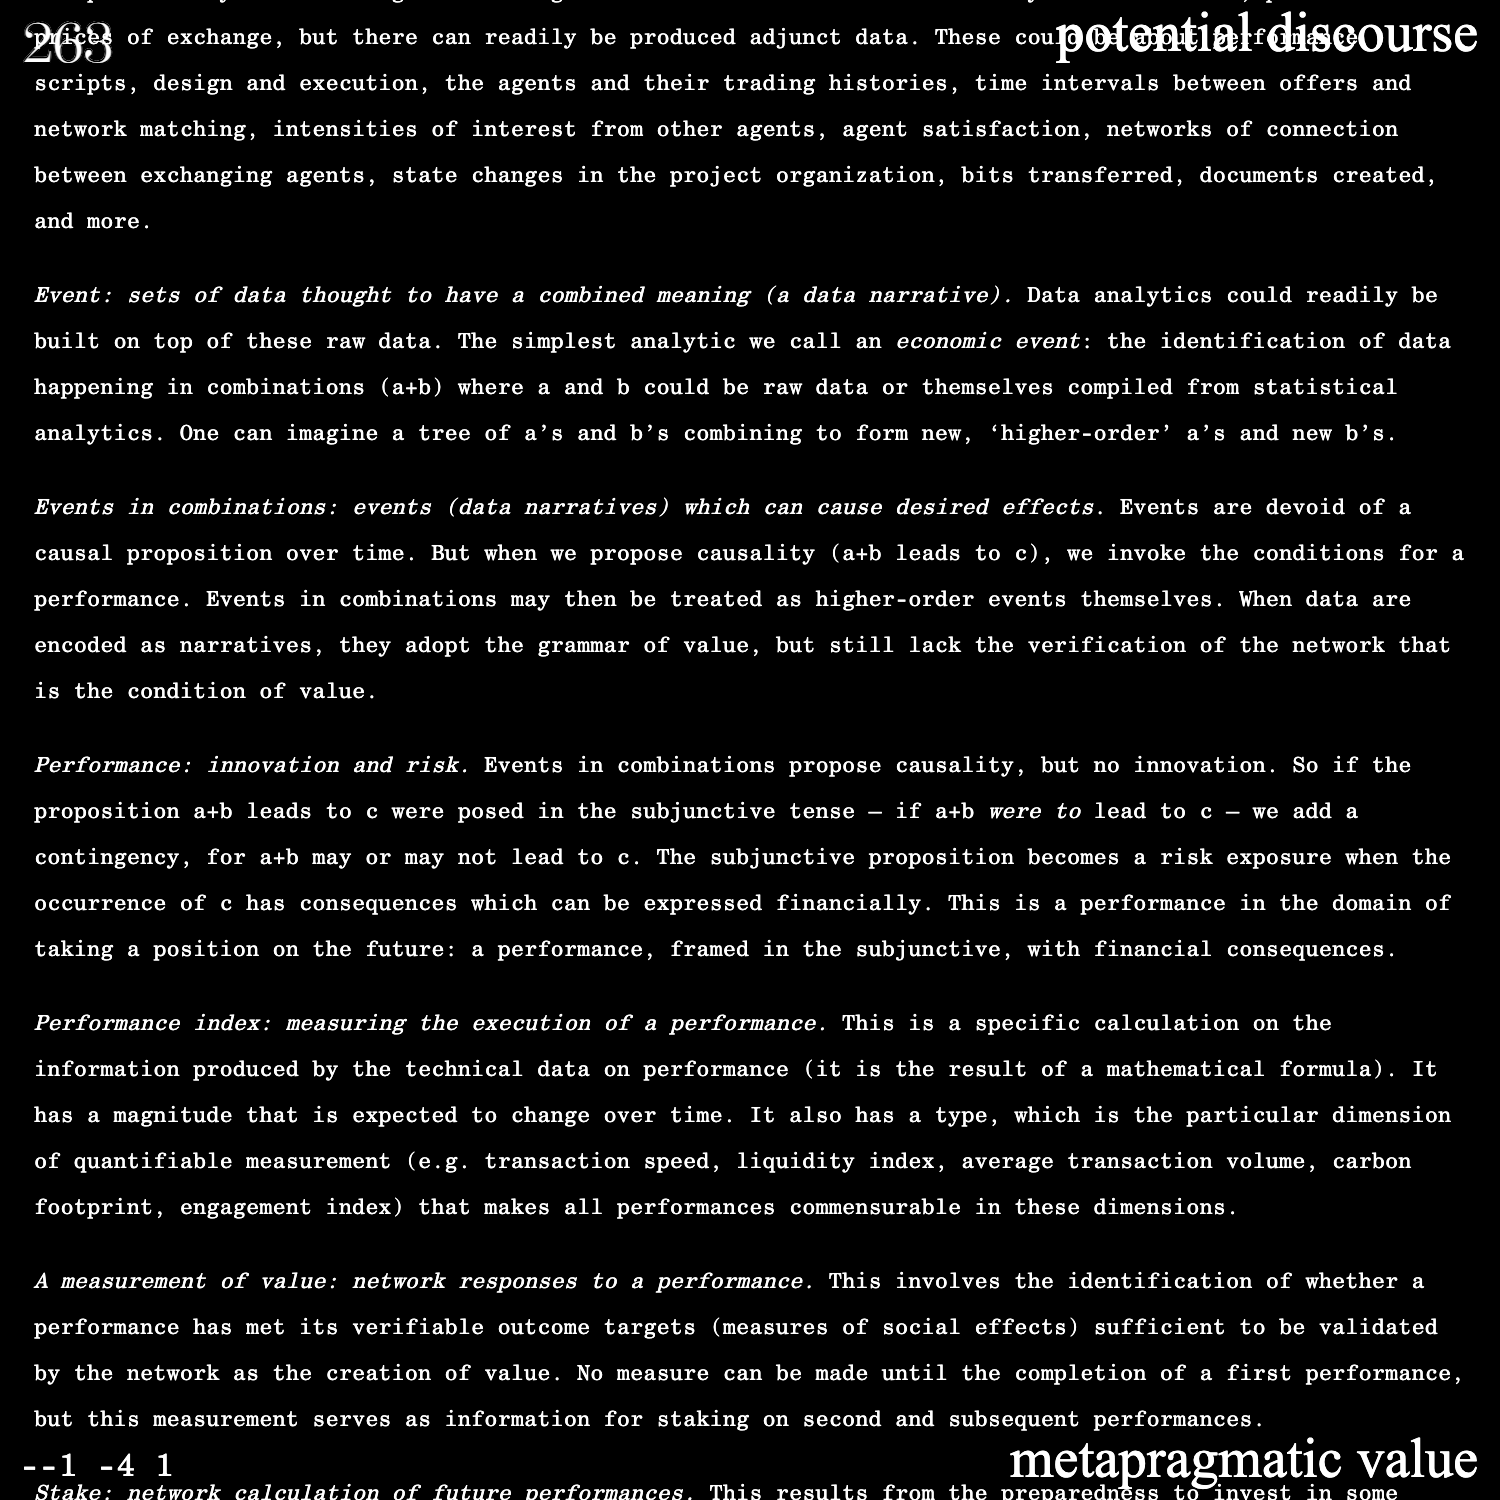 263
potential discourse
prices of exchange, but there can readily be produced adjunct data. These could be about performance
scripts, design and execution, the agents and their trading histories, time intervals between offers and
network matching, intensities of interest from other agents, agent satisfaction, networks of connection
between exchanging agents, state changes in the project organization, bits transferred, documents created,
and more.
Event: sets of data thought to have a combined meaning (a data narrative). Data analytics could readily be
built on top of these raw data. The simplest analytic we call an economic event: the identification of data
happening in combinations (a+b) where a and b could be raw data or themselves compiled from statistical
analytics. One can imagine a tree of a’s and b’s combining to form new, ‘higher-order’ a’s and new b’s.
Events in combinations: events (data narratives) which can cause desired effects. Events are devoid of a
causal proposition over time. But when we propose causality (a+b leads to c), we invoke the conditions for a
performance. Events in combinations may then be treated as higher-order events themselves. When data are
encoded as narratives, they adopt the grammar of value, but still lack the verification of the network that
is the condition of value.
Performance: innovation and risk. Events in combinations propose causality, but no innovation. So if the
proposition a+b leads to c were posed in the subjunctive tense — if a+b were to lead to c — we add a
contingency, for a+b may or may not lead to c. The subjunctive proposition becomes a risk exposure when the
occurrence of c has consequences which can be expressed financially. This is a performance in the domain of
taking a position on the future: a performance, framed in the subjunctive, with financial consequences.
Performance index: measuring the execution of a performance. This is a specific calculation on the
information produced by the technical data on performance (it is the result of a mathematical formula). It
has a magnitude that is expected to change over time. It also has a type, which is the particular dimension
of quantifiable measurement (e.g. transaction speed, liquidity index, average transaction volume, carbon
footprint, engagement index) that makes all performances commensurable in these dimensions.
A measurement of value: network responses to a performance. This involves the identification of whether a
performance has met its verifiable outcome targets (measures of social effects) sufficient to be validated
by the network as the creation of value. No measure can be made until the completion of a first performance,
but this measurement serves as information for staking on second and subsequent performances.
--1 -4 1
metapragmatic value
Stake: network calculation of future performances. This results from the preparedness to invest in some